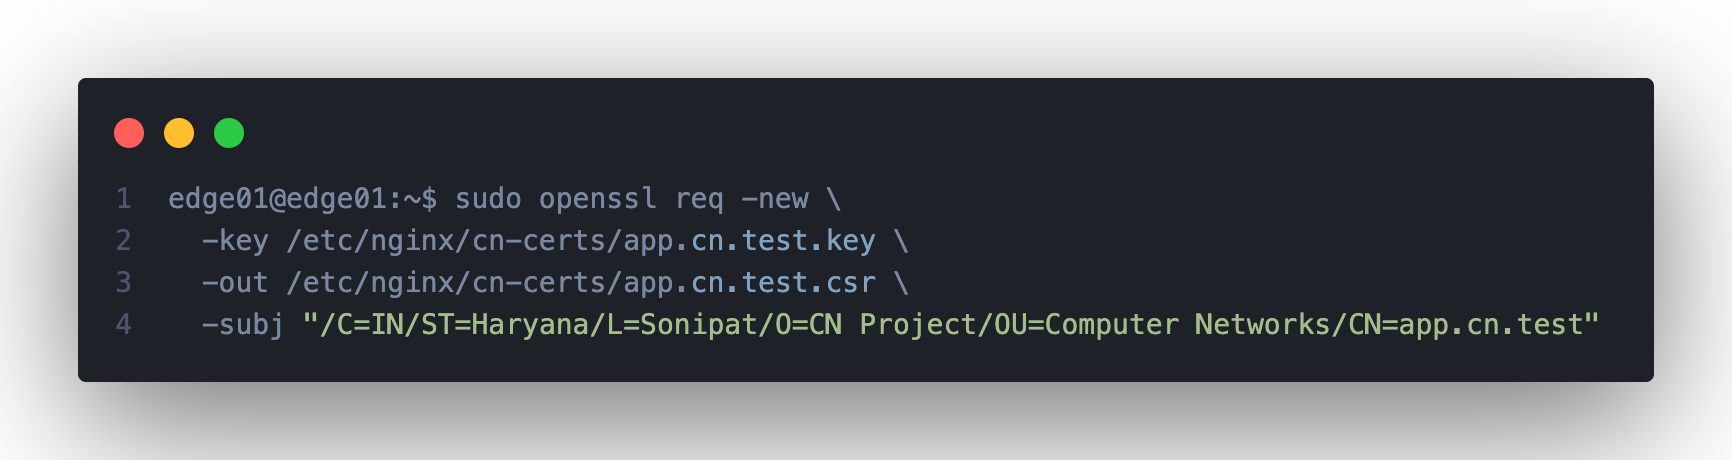 1 edge01@edge01:~$ sudo openssl req -new \
2 -key /etc/nginx/cn-certs/app.cn.test.key \
3 -out /etc/nginx/cn-certs/app.cn.test.csr \
4 -subj "/C=IN/ST=Haryana/L=Sonipat/O=CN Project/OU=Computer Networks/CN=app.cn.test"